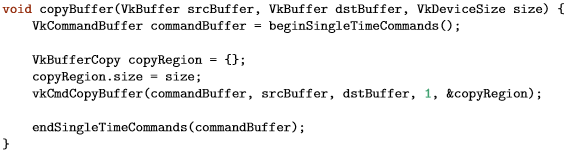 void copyBuffer(VkBuffer srcBuffer, VkBuffer dstBuffer, VkDeviceSize size) {
    VkCommandBuffer commandBuffer = beginSingleTimeCommands();

    VkBufferCopy copyRegion = {};
    copyRegion.size = size;
    vkCmdCopyBuffer(commandBuffer, srcBuffer, dstBuffer, 1, &copyRegion);

    endSingleTimeCommands(commandBuffer);
}